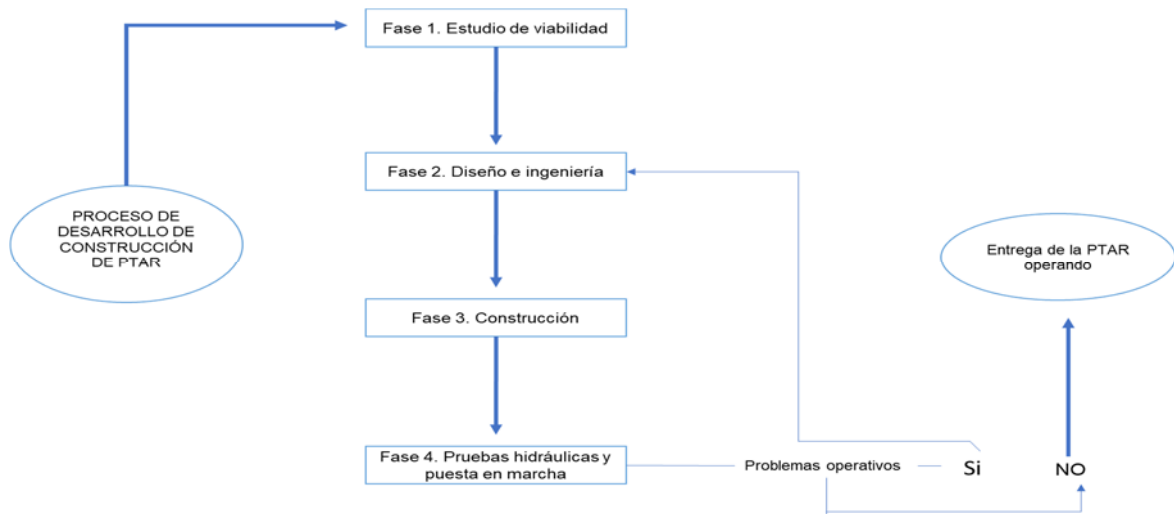 Fase 1. Estudio de viabilidad
Fase 2. Diseño e ingeniería
PROCESO DE
DESARROLLO DE
CONSTRUCCIÓN
DE PTAR
Entrega de la PTAR
operando
Fase 3. Construcción
Fase 4. Pruebas hidráulicas y
puesta en marcha
Problemas operativos
Si
NO